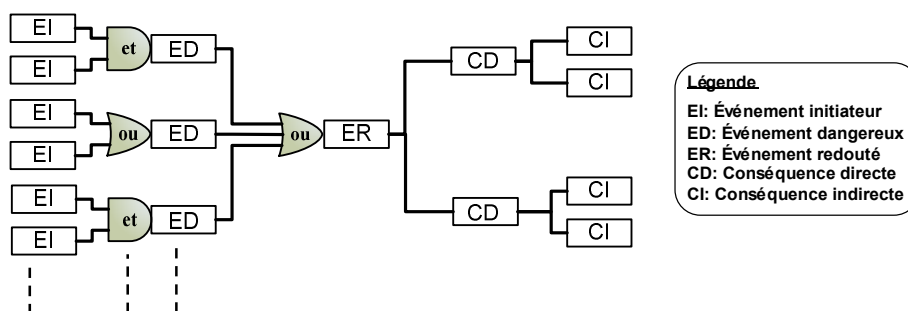 EI
EI
et
ED
EI
EI
ou
ED
EI
EI
et
ED
ou
ER
CD
CI
CI
CD
CI
CI
Légende
EI: Événement initiateur
ED: Événement dangereux
ER: Événement redouté
CD: Conséquence directe
CI: Conséquence indirecte